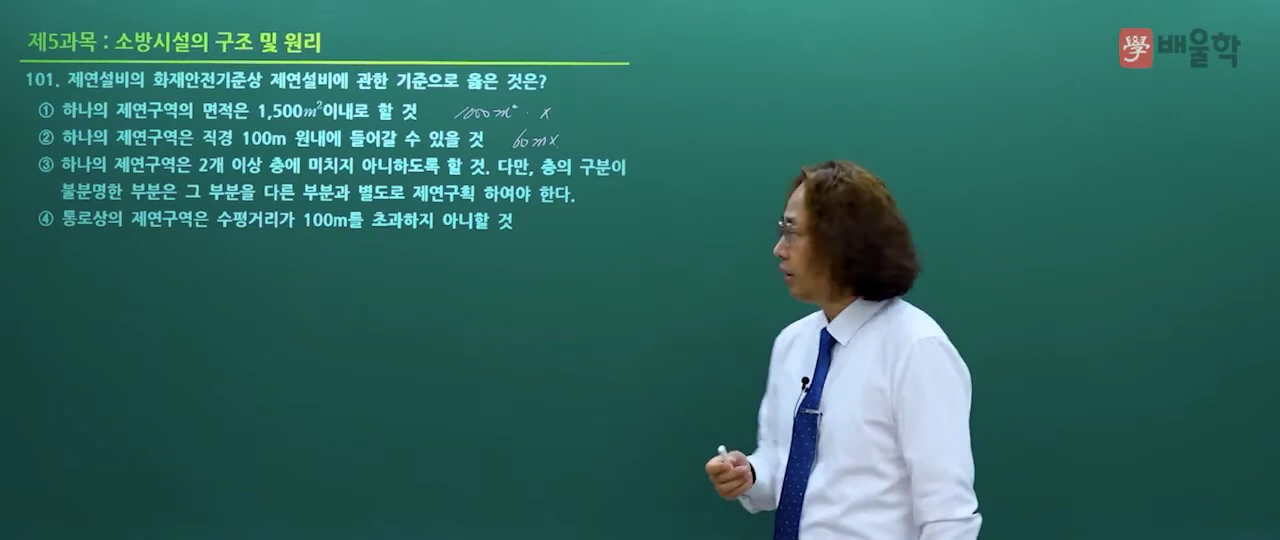 제5과목 : 소방시설의 구조 및 원리
學 배울학
101. 제연설비의 화재안전기준상 제연설비에 관한 기준으로 옳은 것은?
① 하나의 제연구역의 면적은 1,500m²이내로 할 것 1000m² · x
② 하나의 제연구역은 직경 100m 원내에 들어갈 수 있을 것 60m x
③ 하나의 제연구역은 2개 이상 층에 미치지 아니하도록 할 것. 다만, 층의 구분이
불분명한 부분은 그 부분을 다른 부분과 별도로 제연구획 하여야 한다.
④ 통로상의 제연구역은 수평거리가 100m를 초과하지 아니할 것